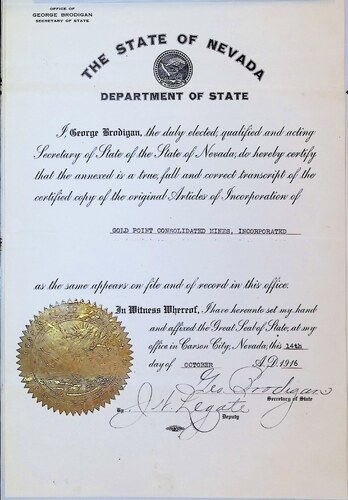 OFFICE OF
GEORGE BRODIGAN
SECRETARY OF STATE
THE STATE OF NEVADA
DEPARTMENT OF STATE
I, George Brodigan, the duly elected, qualified and acting
Secretary of State of the State of Nevada, do hereby certify
that the annexed is a true, full and correct transcript of the
certified copy of the original Articles of Incorporation of
GOLD POINT CONSOLIDATED MINES, INCORPORATED
as the same appears on file and of record in this office.
In Witness Whereof, I have hereunto set my hand
and affixed the Great Seal of State, at my
office in Carson City, Nevada, this 14th
day of OCTOBER A.D. 1916
Geo Brodigan
Secretary of State
By J. W. Legate
Deputy